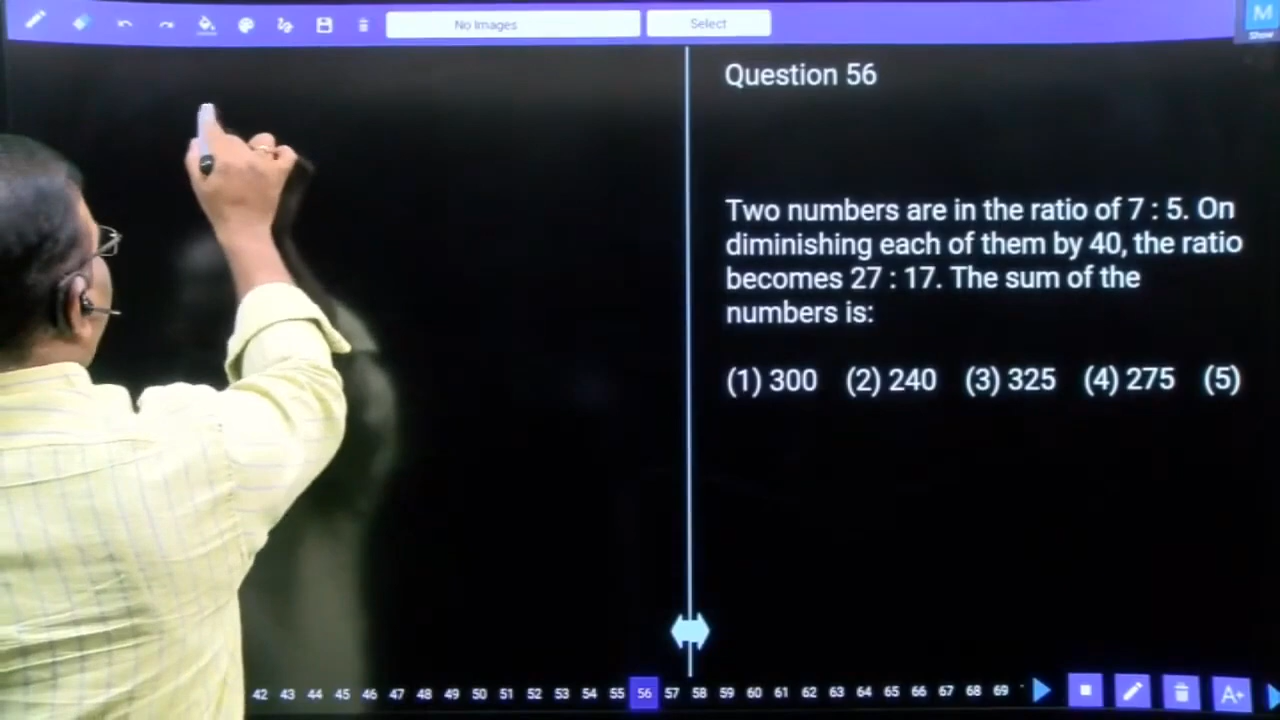 No Images
Select
M
Show
Question 56
Two numbers are in the ratio of 7 : 5. On
diminishing each of them by 40, the ratio
becomes 27 : 17. The sum of the
numbers is:
(1) 300 (2) 240 (3) 325 (4) 275 (5)
42 43 44 45 46 47 48 49 50 51 52 53 54 55 56 57 58 59 60 61 62 63 64 65 66 67 68 69
A+